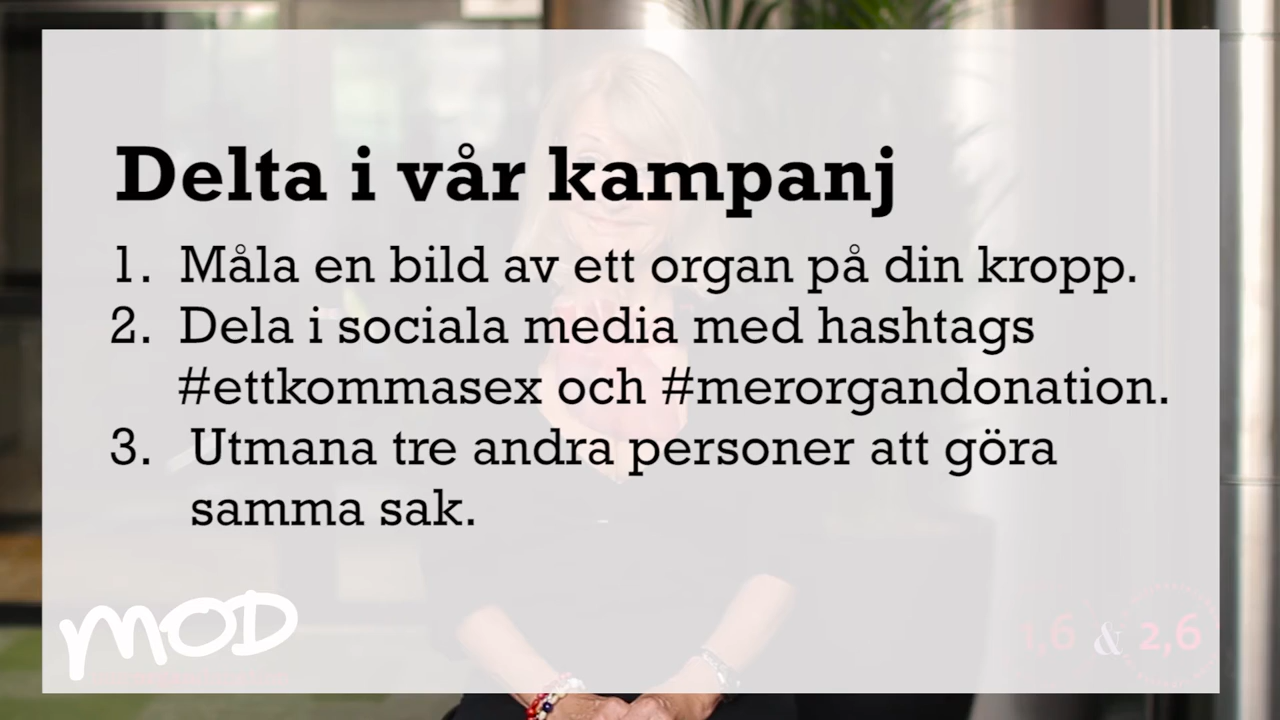 Delta i vår kampanj
1. Måla en bild av ett organ på din kropp.
2. Dela i sociala media med hashtags
#ettkommasex och #merorgandonation.
3. Utmana tre andra personer att göra
samma sak.
MOD
1,6 & 2,6